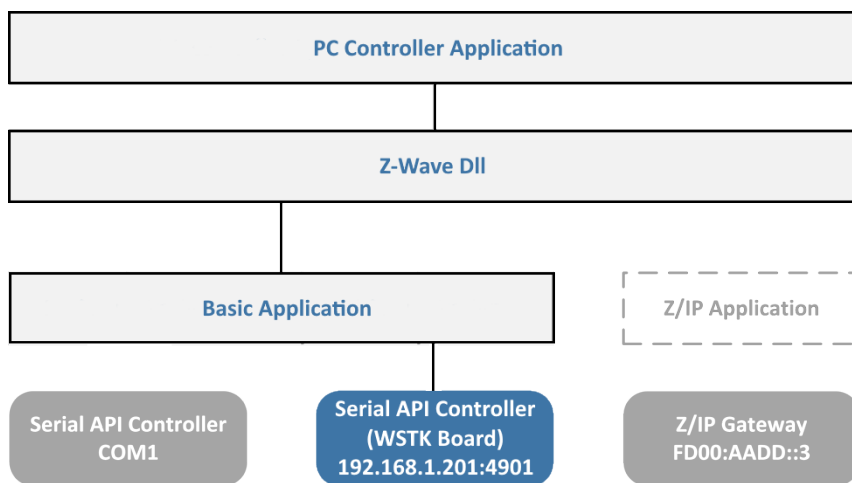 PC Controller Application
Z-Wave Dll
Basic Application
Z/IP Application
Serial API Controller
COM1
Serial API Controller
(WSTK Board)
192.168.1.201:4901
Z/IP Gateway
FD00:AADD::3